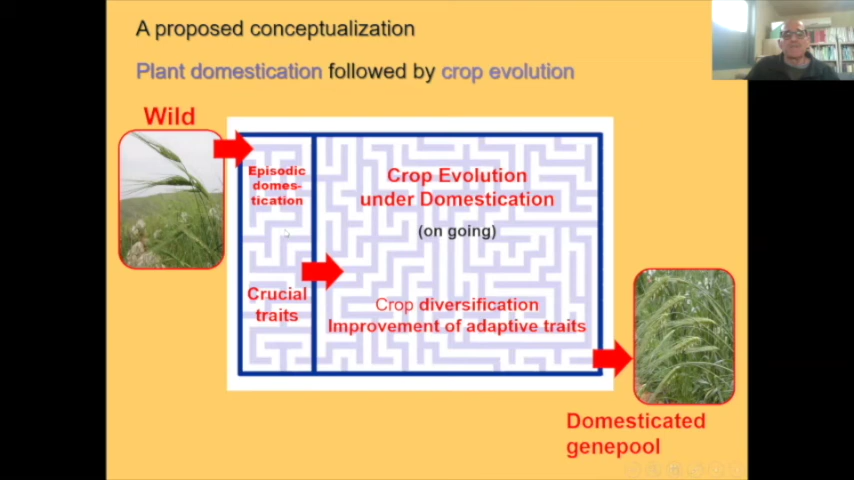 A proposed conceptualization
Plant domestication followed by crop evolution
Wild
Episodic
domes-
tication
Crop Evolution
under Domestication
(on going)
Crucial
traits
Crop diversification
Improvement of adaptive traits
Domesticated
genepool